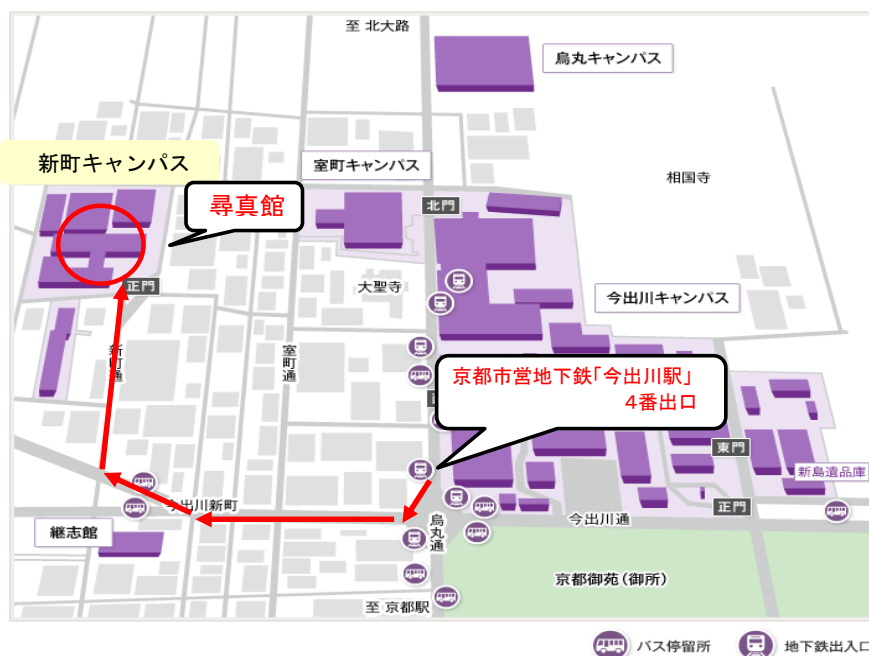 至 北大路
烏丸キャンパス
新町キャンパス
室町キャンパス
相国寺
尋真館
北門
正門
大聖寺
今出川キャンパス
新町通
室町通
京都市営地下鉄「今出川駅」
4番出口
東門
新島遺品庫
今出川新町
正門
継志館
烏丸通
今出川通
京都御苑(御所)
至 京都駅
バス停留所
地下鉄出入口